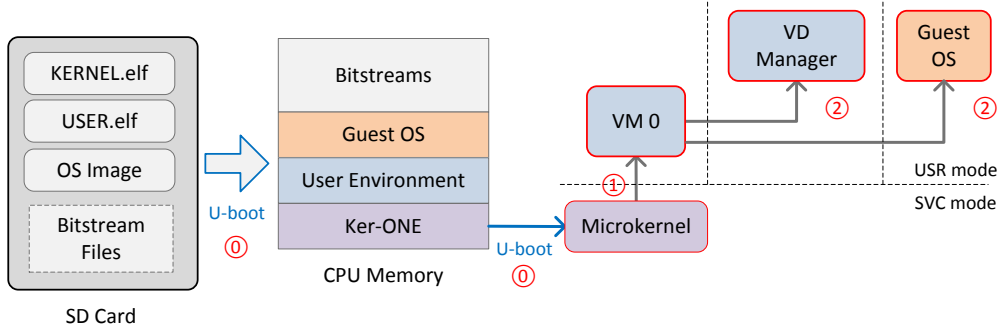 KERNEL.elf
USER.elf
OS Image
Bitstream
Files
SD Card
U-boot
⓪
Bitstreams
Guest OS
User Environment
Ker-ONE
CPU Memory
U-boot
⓪
Microkernel
①
VM 0
VD
Manager
②
Guest
OS
②
USR mode
SVC mode